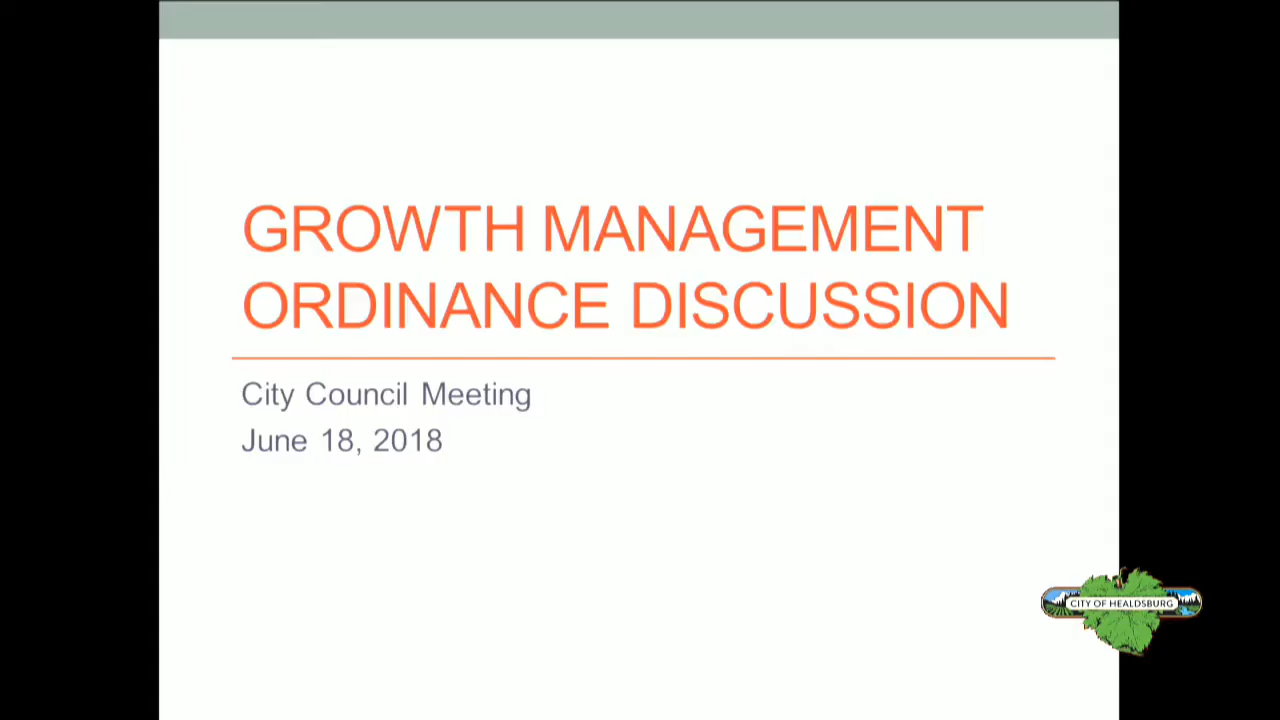 GROWTH MANAGEMENT
ORDINANCE DISCUSSION
City Council Meeting
June 18, 2018
CITY OF HEALDSBURG